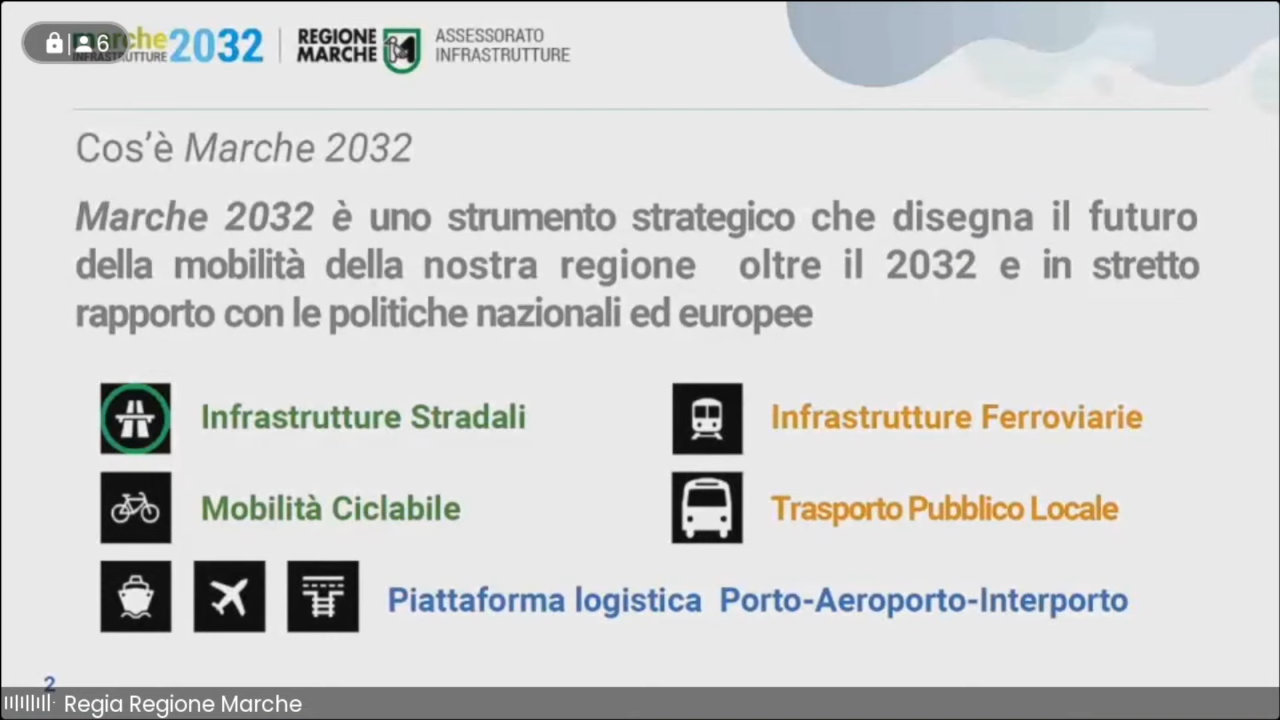 6
marche 2032
INFRASTRUTTURE
REGIONE MARCHE
ASSESSORATO INFRASTRUTTURE
Cos'è Marche 2032
Marche 2032 è uno strumento strategico che disegna il futuro
della mobilità della nostra regione oltre il 2032 e in stretto
rapporto con le politiche nazionali ed europee
Infrastrutture Stradali
Infrastrutture Ferroviarie
Mobilità Ciclabile
Trasporto Pubblico Locale
Piattaforma logistica Porto-Aeroporto-Interporto
2
Regia Regione Marche